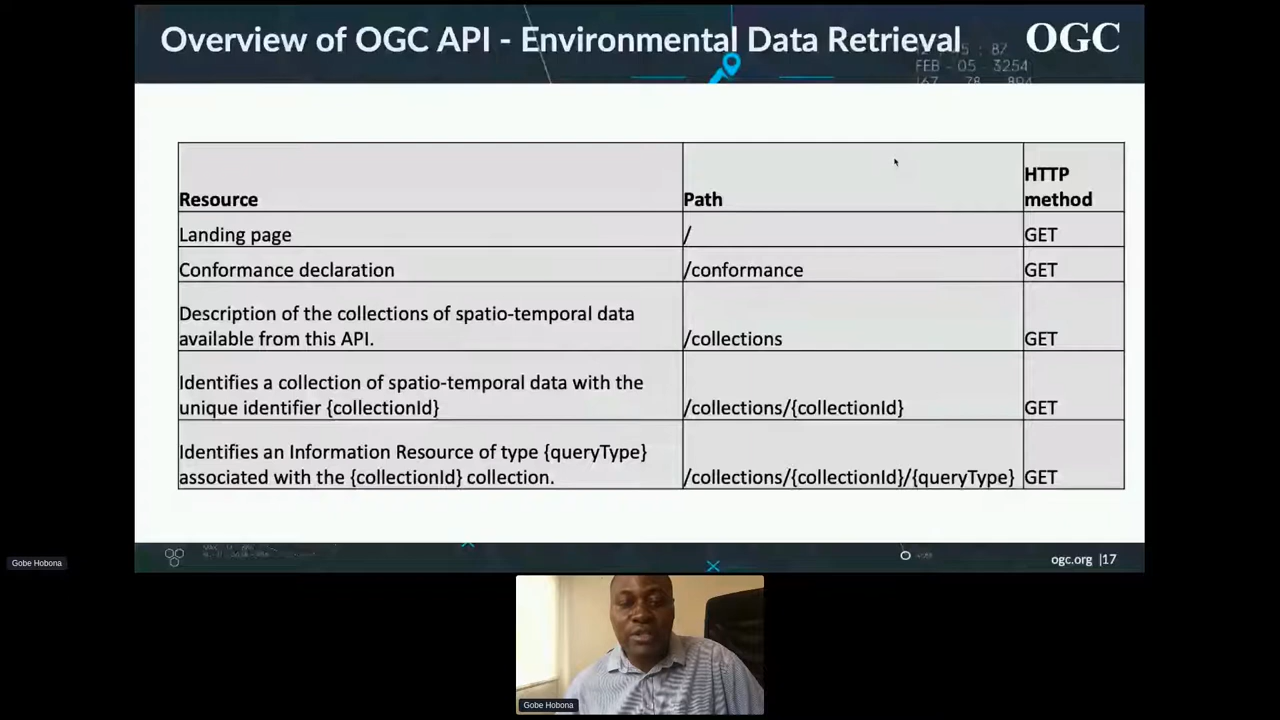 Overview of OGC API - Environmental Data Retrieval
OGC
FEB - 05 - 3254
Resource
Path
HTTP
method
Landing page
/
GET
Conformance declaration
/conformance
GET
Description of the collections of spatio-temporal data
available from this API.
/collections
GET
Identifies a collection of spatio-temporal data with the
unique identifier {collectionId}
/collections/{collectionId}
GET
Identifies an Information Resource of type {queryType}
associated with the {collectionId} collection.
/collections/{collectionId}/{queryType}
GET
ogc.org |17
Gobe Hobona
Gobe Hobona